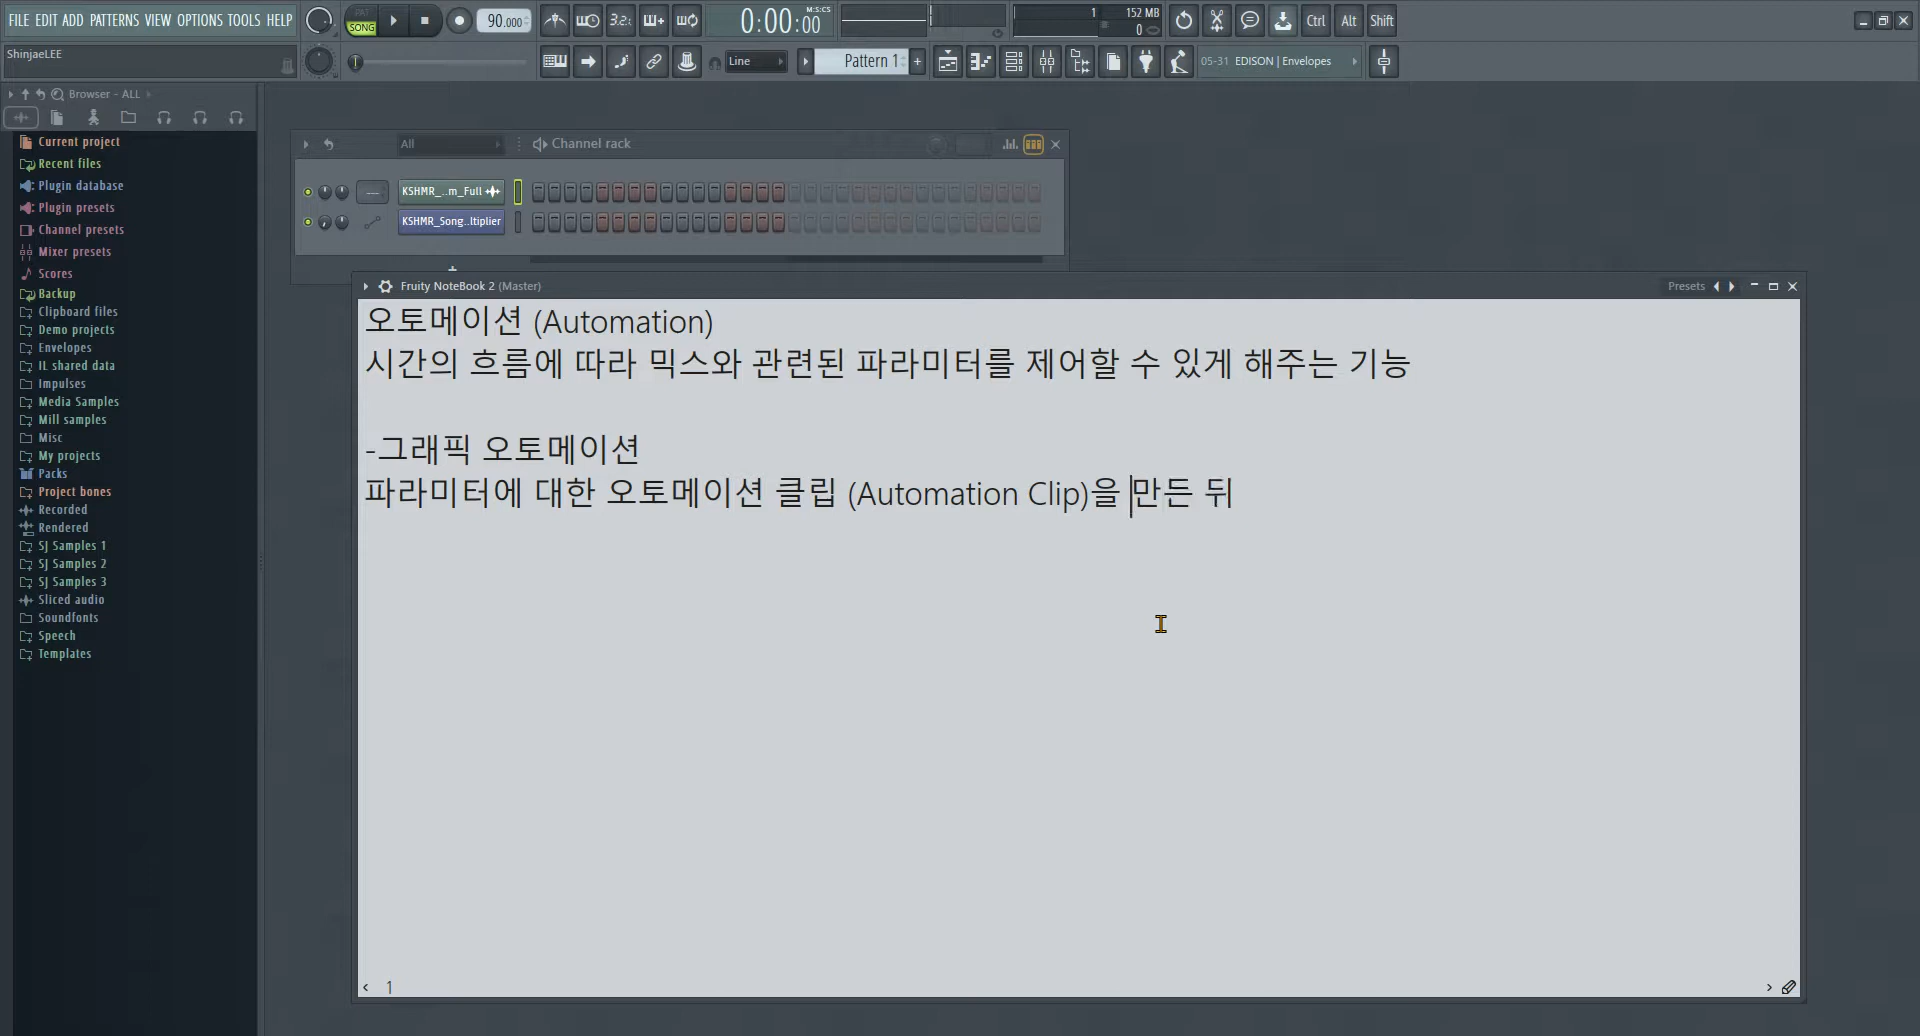 FILE EDIT ADD PATTERNS VIEW OPTIONS TOOLS HELP
PAT
SONG
90.000
3.2.
0:00:00
M:S:CS
1
152 MB
0
Ctrl
Alt
Shift
ShinjaeLEE
Line
Pattern 1
+
05-31 EDISON | Envelopes
Browser - ALL
Current project
Recent files
Plugin database
Plugin presets
Channel presets
Mixer presets
Scores
Backup
Clipboard files
Demo projects
Envelopes
IL shared data
Impulses
Media Samples
Mill samples
Misc
My projects
Packs
Project bones
Recorded
Rendered
SJ Samples 1
SJ Samples 2
SJ Samples 3
Sliced audio
Soundfonts
Speech
Templates
All
Channel rack
KSHMR_..m_Full
KSHMR_Song..ltiplier
+
Fruity NoteBook 2 (Master)
Presets
오토메이션 (Automation)
시간의 흐름에 따라 믹스와 관련된 파라미터를 제어할 수 있게 해주는 기능
-그래픽 오토메이션
파라미터에 대한 오토메이션 클립 (Automation Clip)을 만든 뒤
1